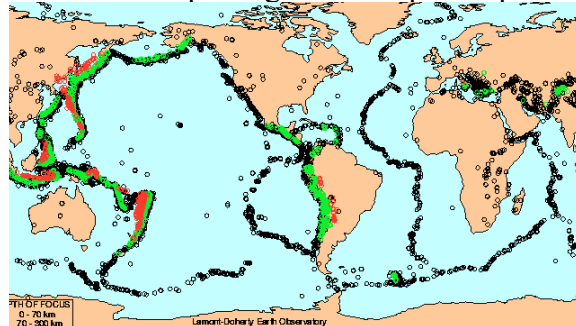 PTH OF FOCUS
0 - 70 km
70 - 300 km
Lamont-Doherty Earth Observatory